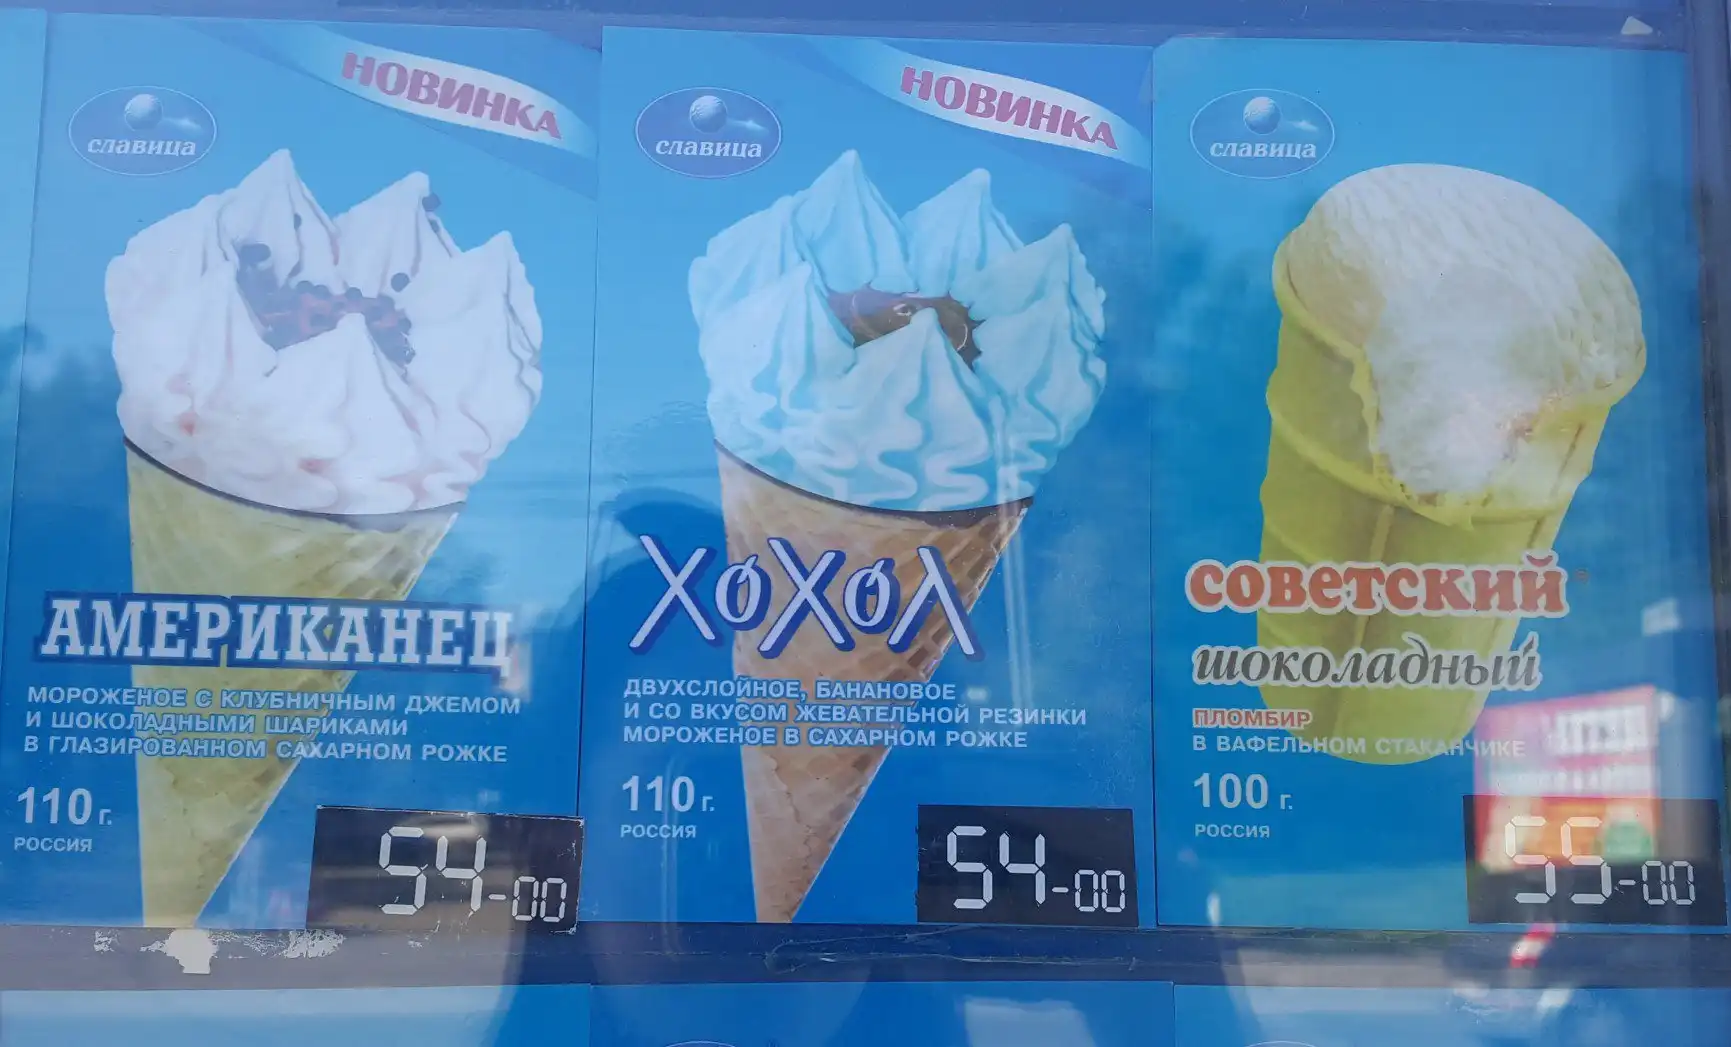 НОВИНКА
славица
АМЕРИКАНЕЦ
МОРОЖЕНОЕ С КЛУБНИЧНЫМ ДЖЕМОМ
И ШОКОЛАДНЫМИ ШАРИКАМИ
В ГЛАЗИРОВАННОМ САХАРНОМ РОЖКЕ
110 г.
РОССИЯ
54-00
НОВИНКА
славица
ХОХОЛ
ДВУХСЛОЙНОЕ, БАНАНОВОЕ
И СО ВКУСОМ ЖЕВАТЕЛЬНОЙ РЕЗИНКИ
МОРОЖЕНОЕ В САХАРНОМ РОЖКЕ
110 г.
РОССИЯ
54-00
славица
СОВЕТСКИЙ
шоколадный
ПЛОМБИР
В ВАФЕЛЬНОМ СТАКАНЧИКЕ
100 г.
РОССИЯ
55-00